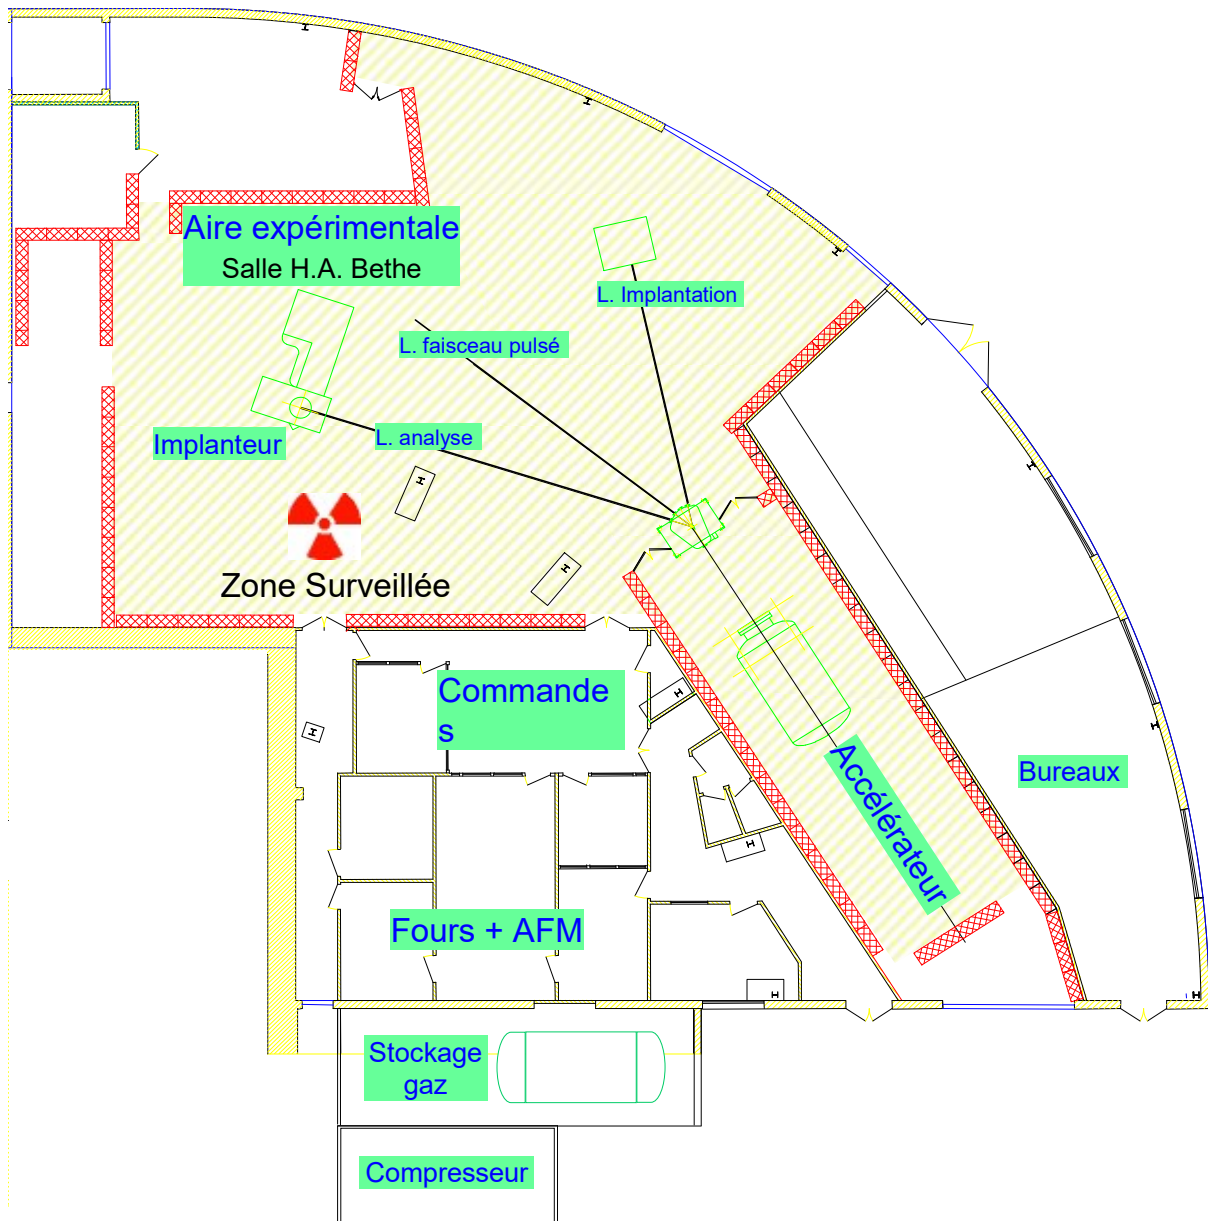 Aire expérimentale
Salle H.A. Bethe
L. Implantation
L. faisceau pulsé
L. analyse
Implanteur
Zone Surveillée
Commande
s
Accélérateur
Bureaux
Fours + AFM
Stockage
gaz
Compresseur